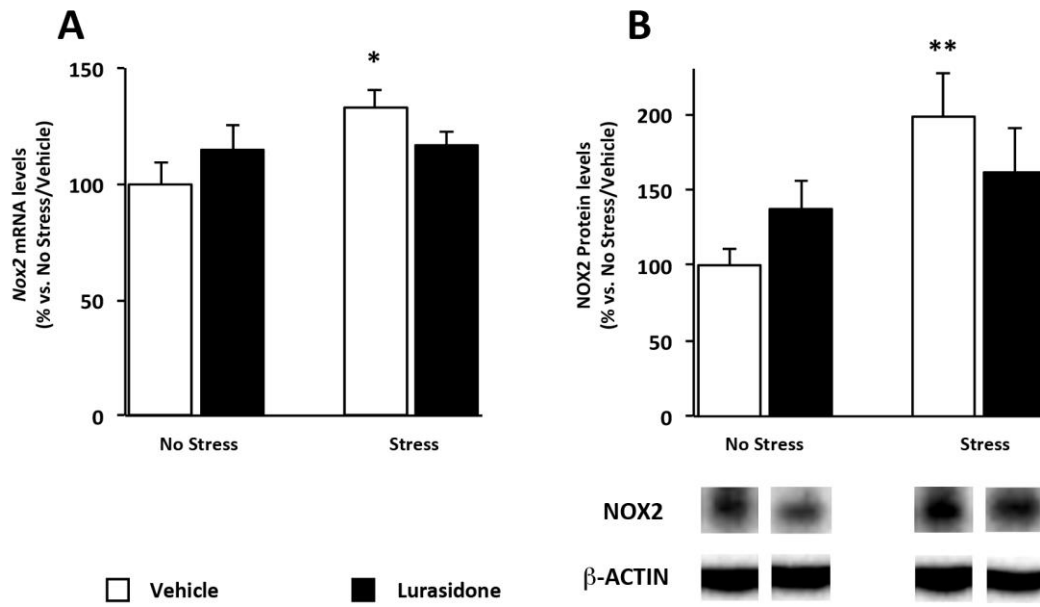 A
*
150
100
50
0
Nox2 mRNA levels
(% vs. No Stress/Vehicle)
No Stress
Stress
B
**
200
150
100
50
0
NOX2 Protein levels
(% vs. No Stress/Vehicle)
No Stress
Stress
NOX2
β-ACTIN
Vehicle
Lurasidone